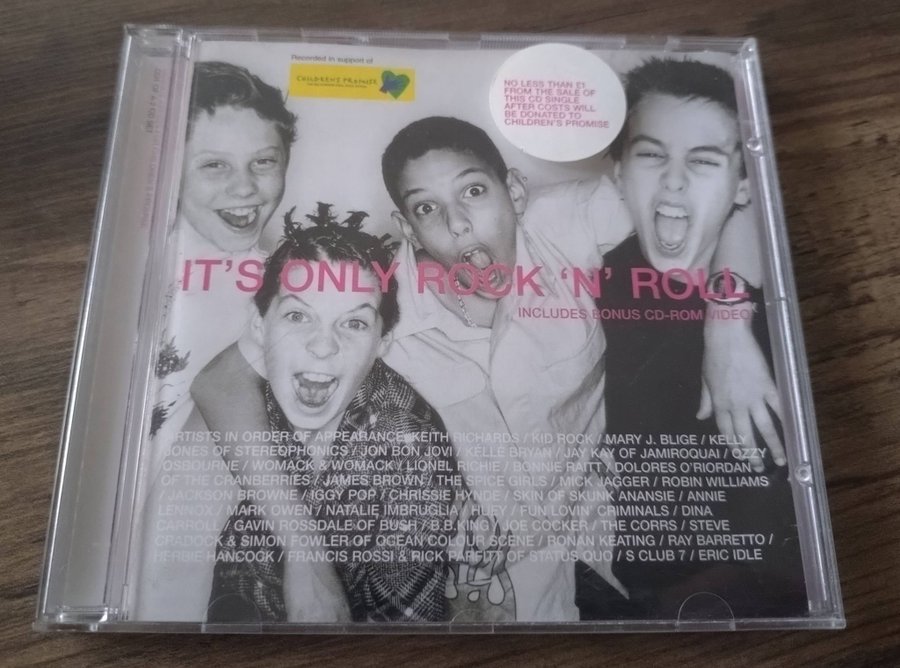 Recorded in support of
CHILDREN'S PROMISE
NO LESS THAN £1
FROM THE SALE OF
THIS CD SINGLE
AFTER COSTS WILL
BE DONATED TO
CHILDREN'S PROMISE
IT'S ONLY ROCK 'N' ROLL
INCLUDES BONUS CD-ROM VIDEO
ARTISTS IN ORDER OF APPEARANCE: KEITH RICHARDS / KID ROCK / MARY J. BLIGE / KELLY
JONES OF STEREOPHONICS / JON BON JOVI / KELLE BRYAN / JAY KAY OF JAMIROQUAI / OZZY
OSBOURNE / WOMACK & WOMACK / LIONEL RICHIE / BONNIE RAITT / DOLORES O'RIORDAN
OF THE CRANBERRIES / JAMES BROWN / THE SPICE GIRLS / MICK JAGGER / ROBIN WILLIAMS
/ JACKSON BROWNE / IGGY POP / CHRISSIE HYNDE / SKIN OF SKUNK ANANSIE / ANNIE
LENNOX / MARK OWEN / NATALIE IMBRUGLIA / HUEY / FUN LOVIN' CRIMINALS / DINA
CARROLL / GAVIN ROSSDALE OF BUSH / B.B.KING / JOE COCKER / THE CORRS / STEVE
CRADOCK & SIMON FOWLER OF OCEAN COLOUR SCENE / RONAN KEATING / RAY BARRETTO /
HERBIE HANCOCK / FRANCIS ROSSI & RICK PARFITT OF STATUS QUO / S CLUB 7 / ERIC IDLE